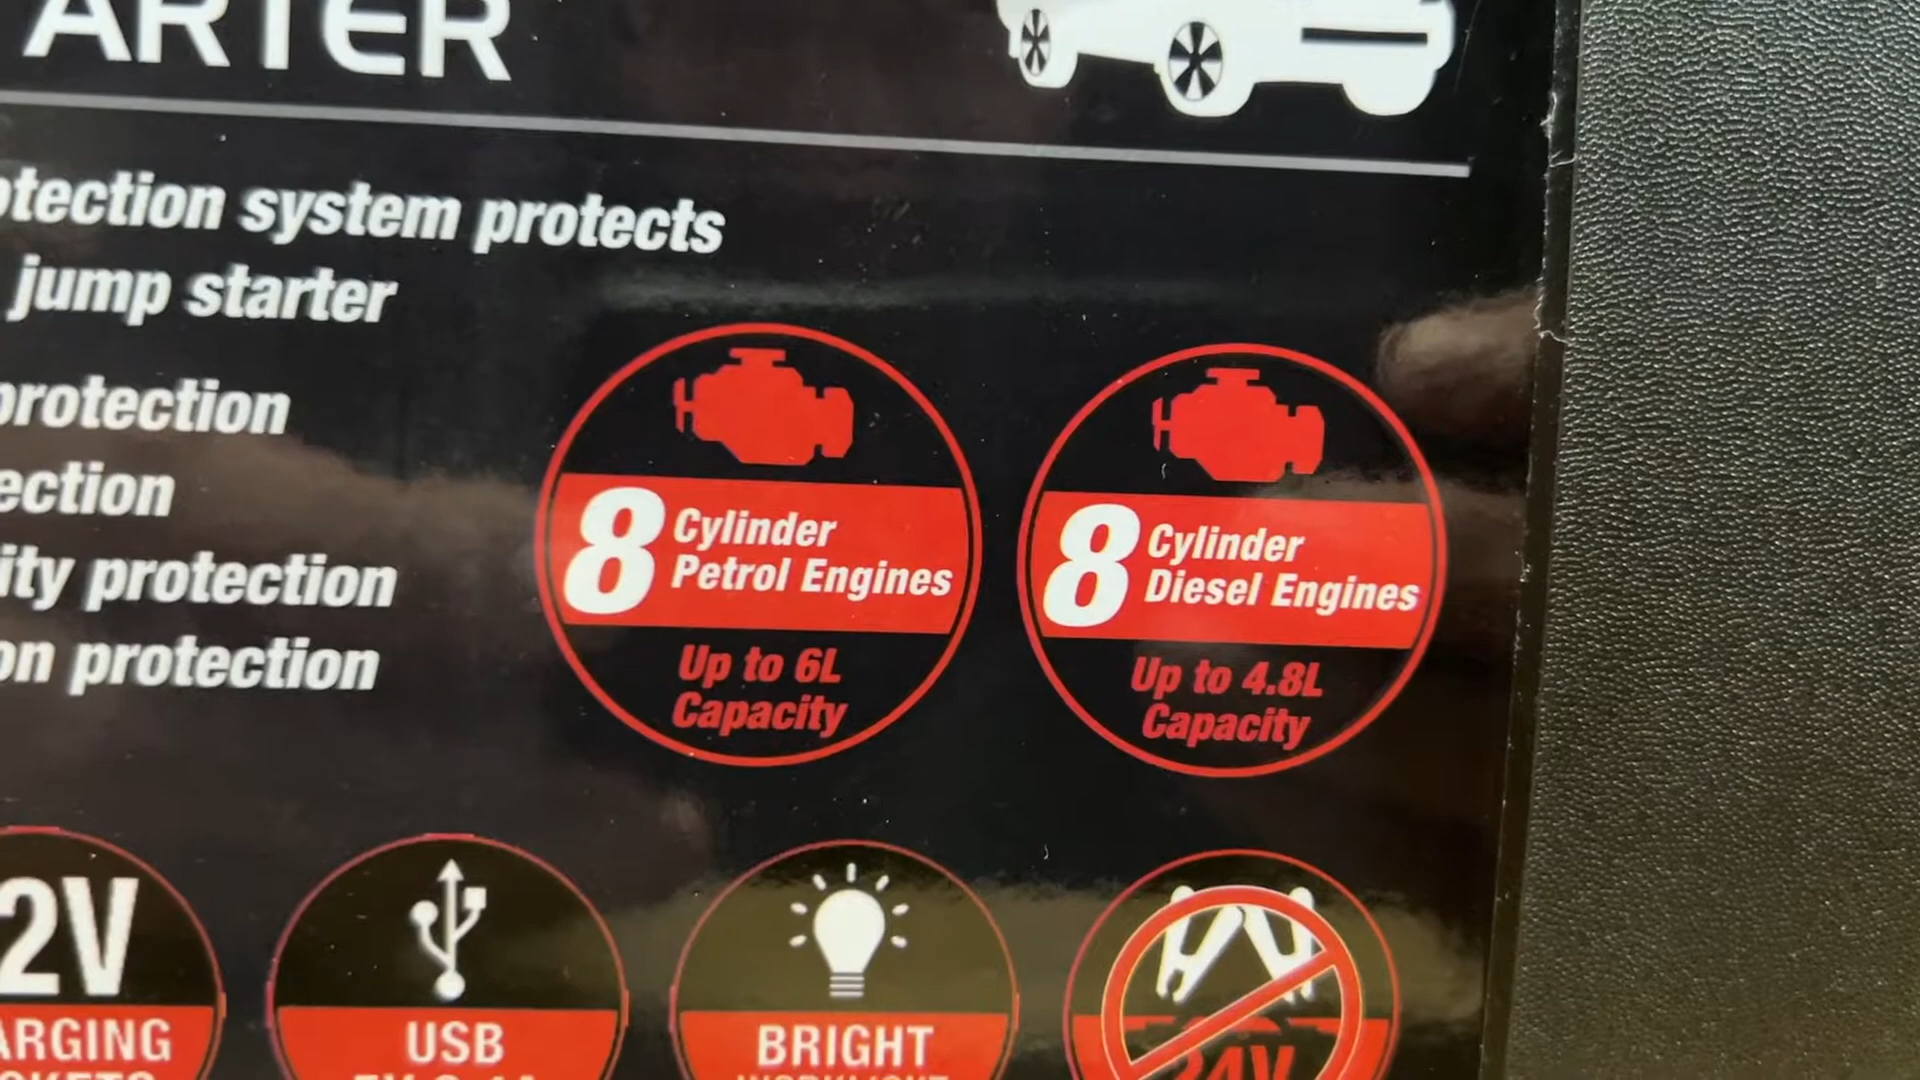 ARTER
otection system protects
jump starter
protection
ection
ity protection
on protection
8 Cylinder
Petrol Engines
Up to 6L
Capacity
8 Cylinder
Diesel Engines
Up to 4.8L
Capacity
2V
ARGING
USB
BRIGHT
24V